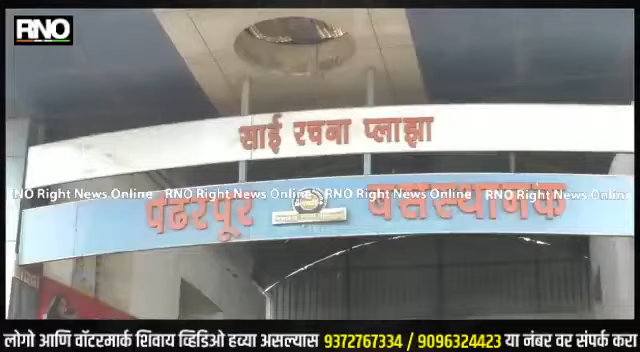 RNO
साई रचना प्लाझा
RNO Right News Online RNO Right News Online RNO Right News Online RNO Right News Online
पंढरपूर बसस्थानक
लोगो आणि वॉटरमार्क शिवाय व्हिडिओ हव्या असल्यास 9372767334 / 9096324423 या नंबर वर संपर्क करा